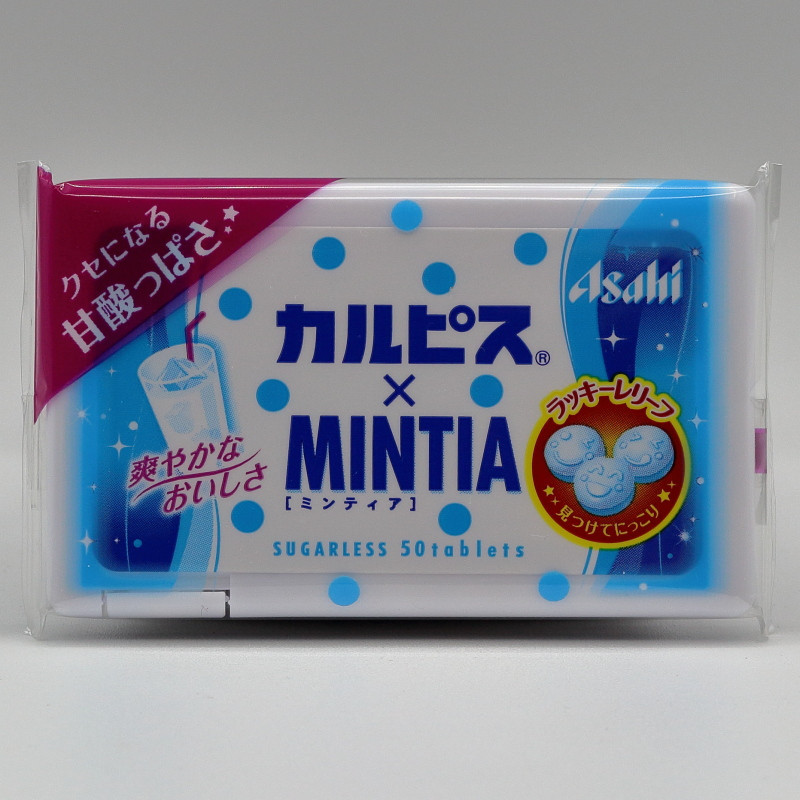 クセになる
甘酸っぱさ
Asahi
カルピス®
×
MINTIA
[ミンティア]
爽やかな
おいしさ
ラッキーレリーフ
見つけてにっこり
SUGARLESS 50tablets